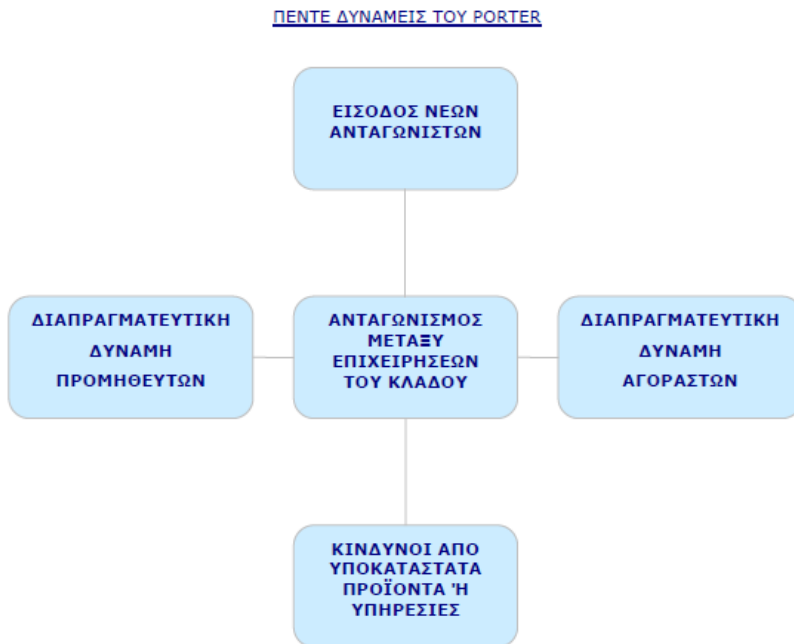 ΠΕΝΤΕ ΔΥΝΑΜΕΙΣ ΤΟΥ PORTER
ΕΙΣΟΔΟΣ ΝΕΩΝ
ΑΝΤΑΓΩΝΙΣΤΩΝ
ΔΙΑΠΡΑΓΜΑΤΕΥΤΙΚΗ
ΔΥΝΑΜΗ
ΠΡΟΜΗΘΕΥΤΩΝ
ΑΝΤΑΓΩΝΙΣΜΟΣ
ΜΕΤΑΞΥ
ΕΠΙΧΕΙΡΗΣΕΩΝ
ΤΟΥ ΚΛΑΔΟΥ
ΔΙΑΠΡΑΓΜΑΤΕΥΤΙΚΗ
ΔΥΝΑΜΗ
ΑΓΟΡΑΣΤΩΝ
ΚΙΝΔΥΝΟΙ ΑΠΟ
ΥΠΟΚΑΤΑΣΤΑΤΑ
ΠΡΟΪΟΝΤΑ Ή
ΥΠΗΡΕΣΙΕΣ